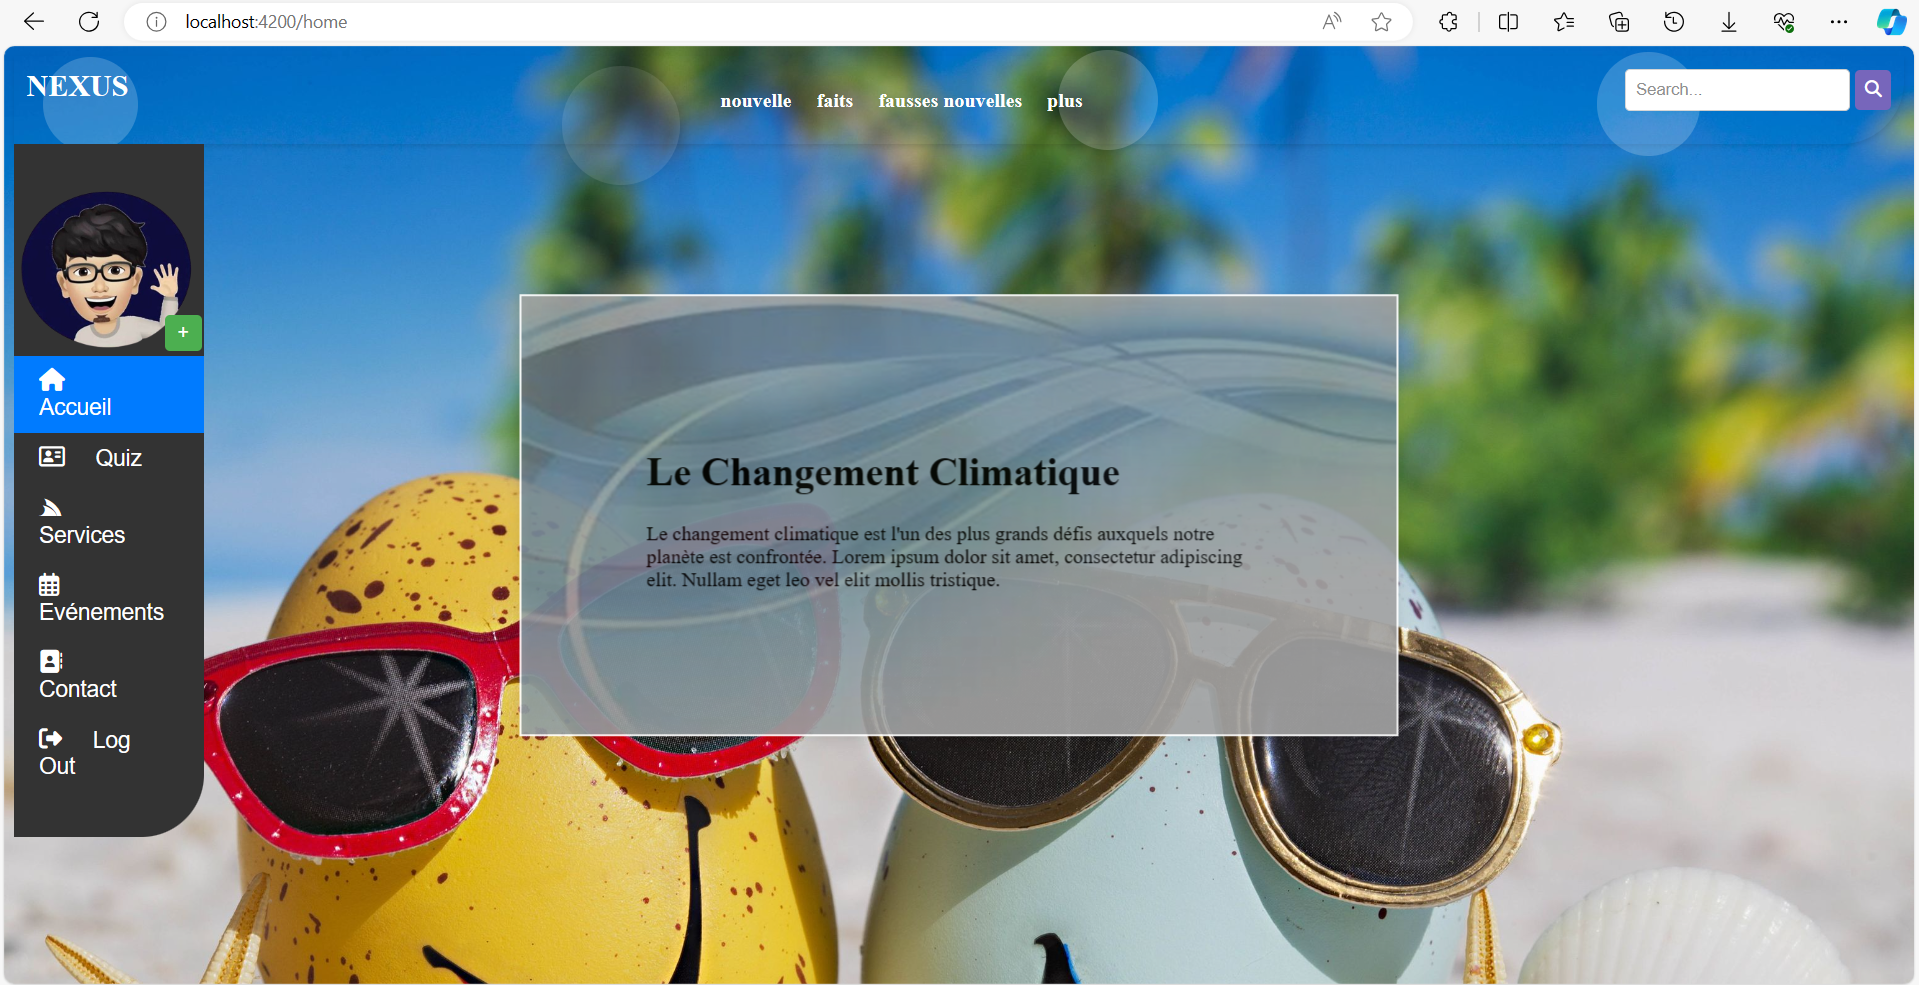 localhost:4200/home
NEXUS
nouvelle faits fausses nouvelles plus
Search...
+
Accueil
Quiz
Services
Evénements
Contact
Log
Out
Le Changement Climatique
Le changement climatique est l'un des plus grands défis auxquels notre
planète est confrontée. Lorem ipsum dolor sit amet, consectetur adipiscing
elit. Nullam eget leo vel elit mollis tristique.